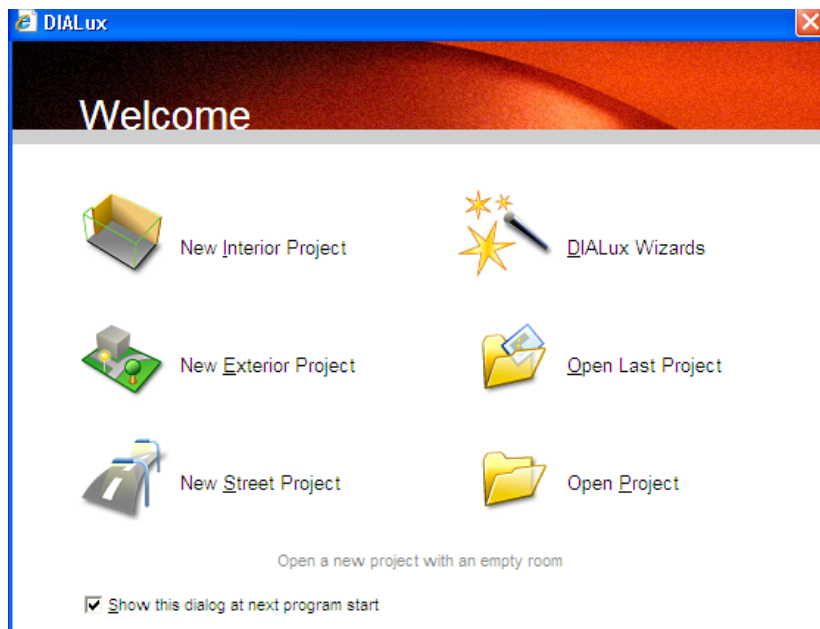 DIALux
Welcome
New Interior Project
DIALux Wizards
New Exterior Project
Open Last Project
New Street Project
Open Project
Open a new project with an empty room
Show this dialog at next program start